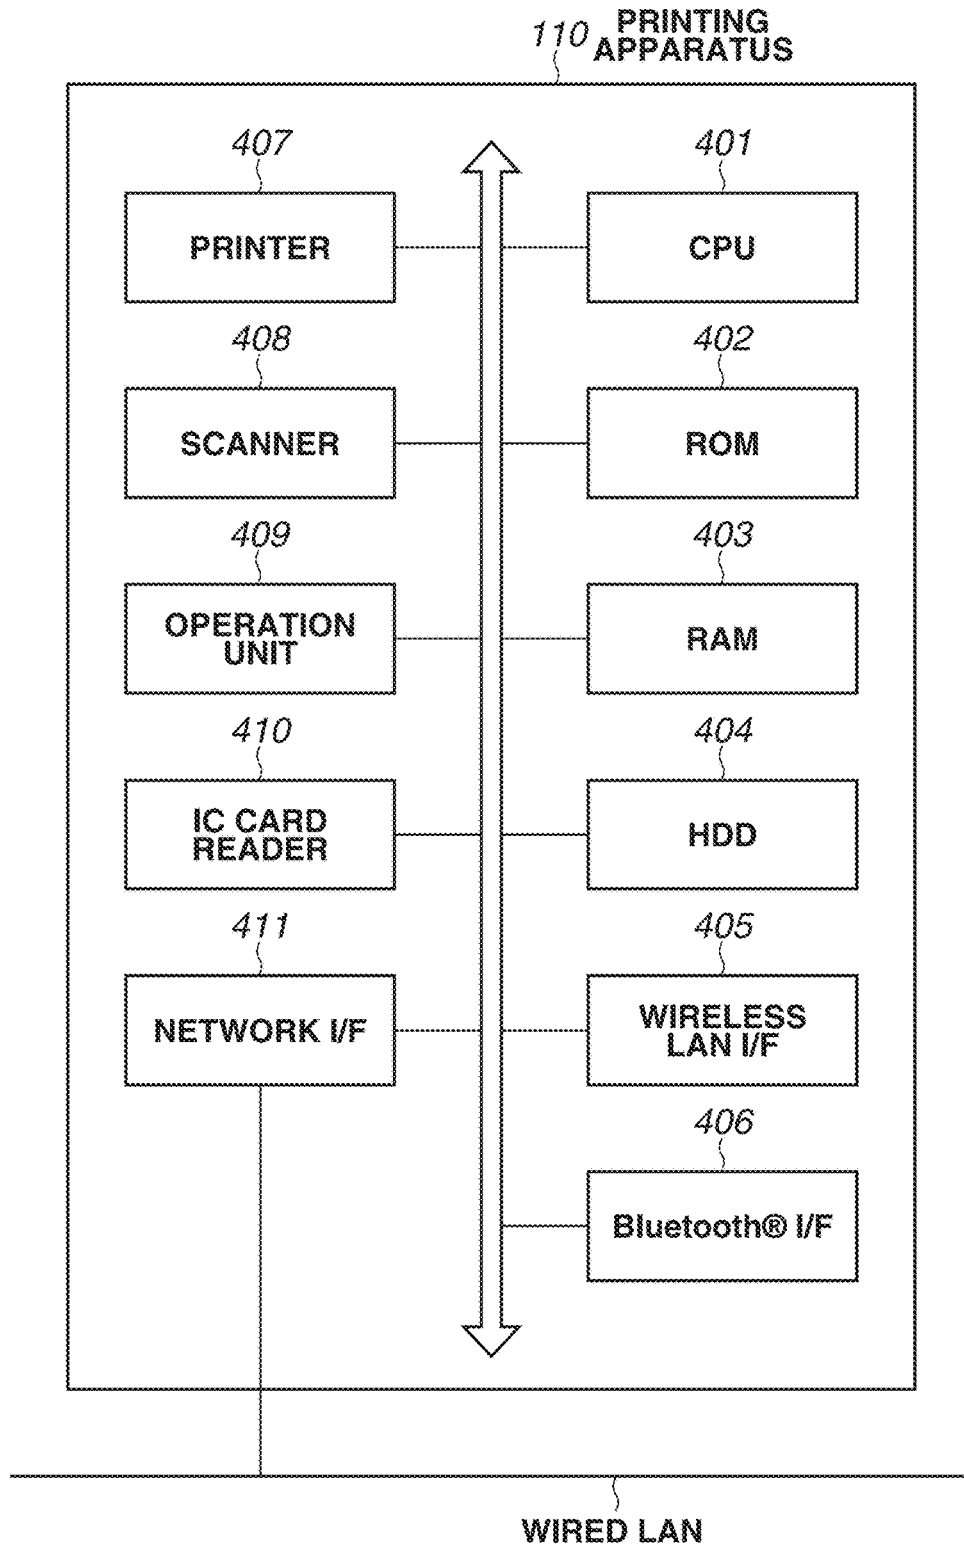 110 PRINTING
APPARATUS
407
PRINTER
401
CPU
408
SCANNER
402
ROM
409
OPERATION
UNIT
403
RAM
410
IC CARD
READER
404
HDD
411
NETWORK I/F
405
WIRELESS
LAN I/F
406
Bluetooth® I/F
WIRED LAN